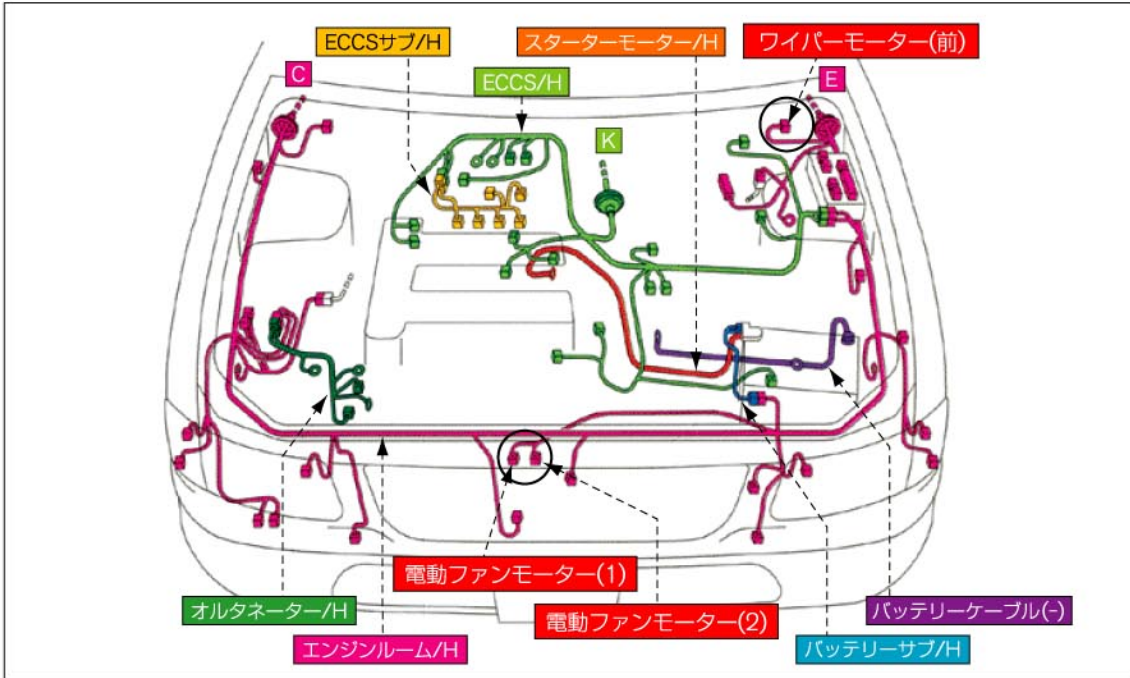 ECCSサブ/H
スターターモーター/H
ワイパーモーター(前)
C
ECCS/H
E
K
電動ファンモーター(1)
オルタネーター/H
電動ファンモーター(2)
バッテリーケーブル(-)
エンジンルーム/H
バッテリーサブ/H